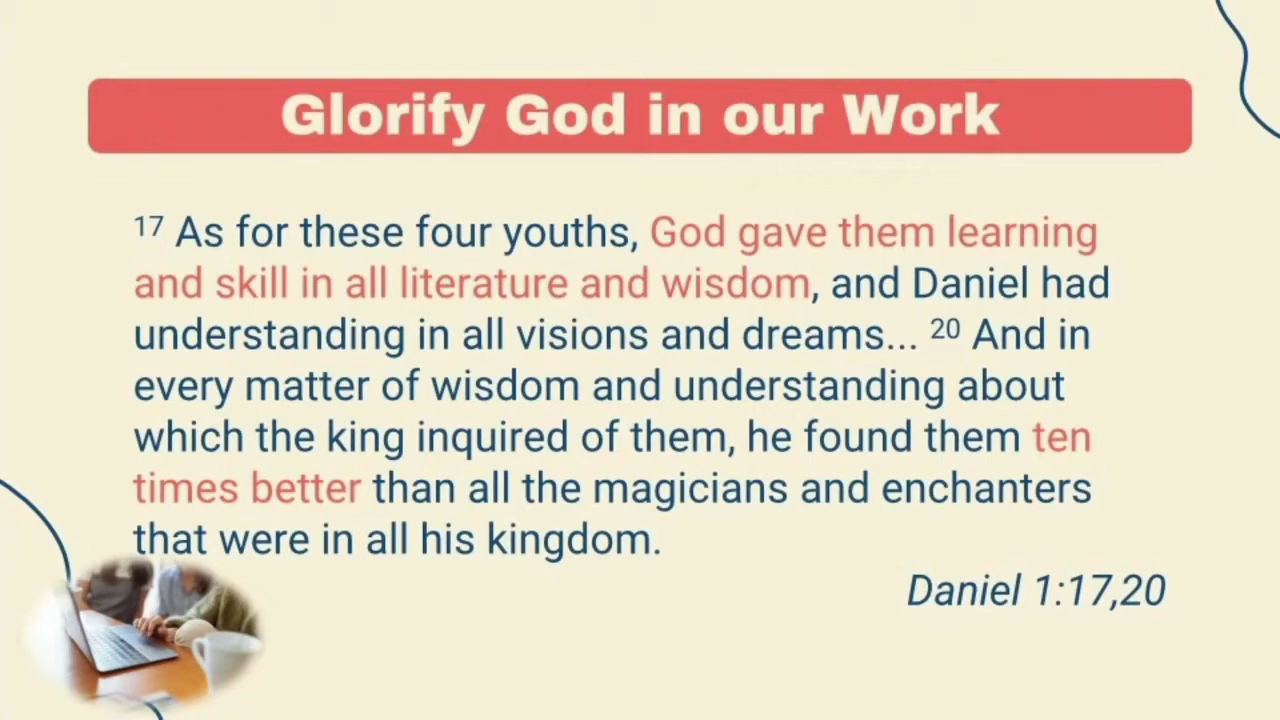 Glorify God in our Work
17 As for these four youths, God gave them learning
and skill in all literature and wisdom, and Daniel had
understanding in all visions and dreams... 20 And in
every matter of wisdom and understanding about
which the king inquired of them, he found them ten
times better than all the magicians and enchanters
that were in all his kingdom.
Daniel 1:17,20